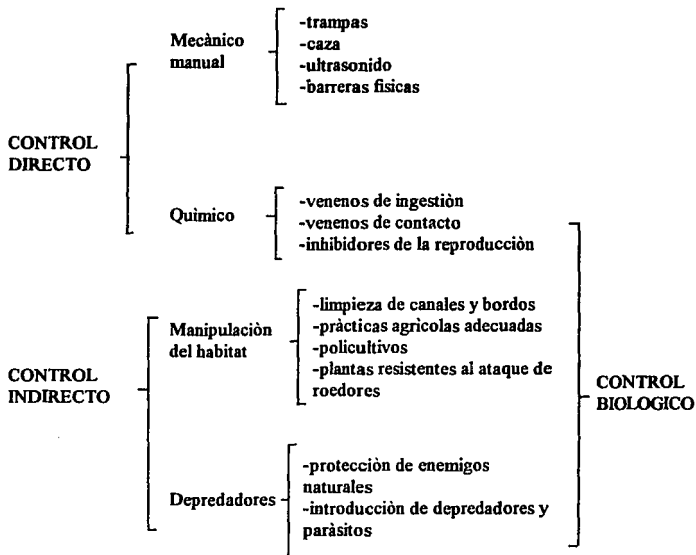 CONTROL
DIRECTO
Mecànico
manual
-trampas
-caza
-ultrasonido
-barreras fisicas
Quìmico
-venenos de ingestiòn
-venenos de contacto
-inhibidores de la reproducciòn
CONTROL
INDIRECTO
Manipulaciòn
del habitat
-limpieza de canales y bordos
-pràcticas agrìcolas adecuadas
-policultivos
-plantas resistentes al ataque de
roedores
Depredadores
-protecciòn de enemigos
naturales
-introducciòn de depredadores y
paràsitos
CONTROL
BIOLOGICO